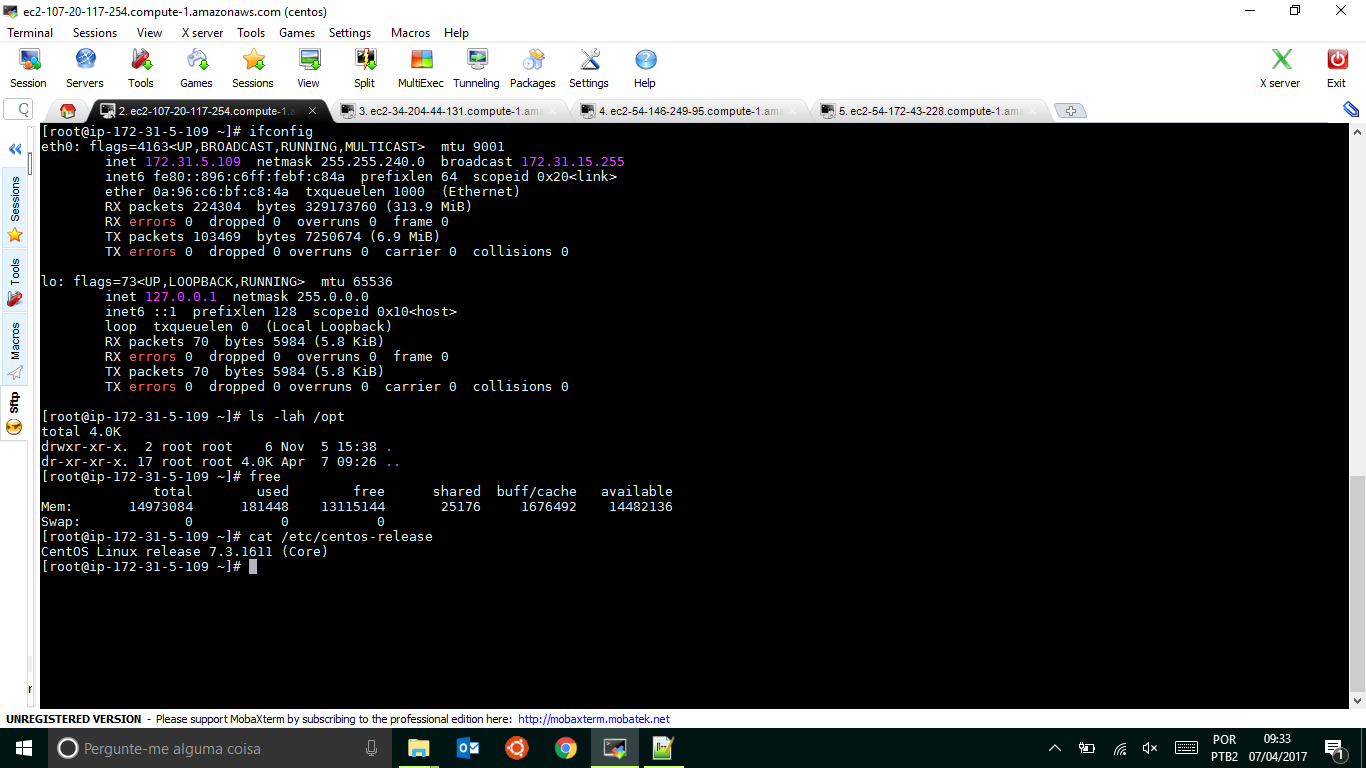 ec2-107-20-117-254.compute-1.amazonaws.com (centos)
Terminal Sessions View X server Tools Games Settings Macros Help
Session Servers Tools Games Sessions View Split MultiExec Tunneling Packages Settings Help X server Exit
2. ec2-107-20-117-254.compute-1.a 3. ec2-34-204-44-131.compute-1.am 4. ec2-54-146-249-95.compute-1.am 5. ec2-54-172-43-228.compute-1.am
Sessions
Tools
Macros
Sftp
[root@ip-172-31-5-109 ~]# ifconfig
eth0: flags=4163<UP,BROADCAST,RUNNING,MULTICAST>  mtu 9001
        inet 172.31.5.109  netmask 255.255.240.0  broadcast 172.31.15.255
        inet6 fe80::896:c6ff:febf:c84a  prefixlen 64  scopeid 0x20<link>
        ether 0a:96:c6:bf:c8:4a  txqueuelen 1000  (Ethernet)
        RX packets 224304  bytes 329173760 (313.9 MiB)
        RX errors 0  dropped 0  overruns 0  frame 0
        TX packets 103469  bytes 7250674 (6.9 MiB)
        TX errors 0  dropped 0 overruns 0  carrier 0  collisions 0
lo: flags=73<UP,LOOPBACK,RUNNING>  mtu 65536
        inet 127.0.0.1  netmask 255.0.0.0
        inet6 ::1  prefixlen 128  scopeid 0x10<host>
        loop  txqueuelen 0  (Local Loopback)
        RX packets 70  bytes 5984 (5.8 KiB)
        RX errors 0  dropped 0  overruns 0  frame 0
        TX packets 70  bytes 5984 (5.8 KiB)
        TX errors 0  dropped 0 overruns 0  carrier 0  collisions 0
[root@ip-172-31-5-109 ~]# ls -lah /opt
total 4.0K
drwxr-xr-x.  2 root root    6 Nov  5 15:38 .
dr-xr-xr-x. 17 root root 4.0K Apr  7 09:26 ..
[root@ip-172-31-5-109 ~]# free
              total        used        free      shared  buff/cache   available
Mem:       14973084      181448    13115144       25176     1676492    14482136
Swap:             0           0           0
[root@ip-172-31-5-109 ~]# cat /etc/centos-release
CentOS Linux release 7.3.1611 (Core)
[root@ip-172-31-5-109 ~]#
UNREGISTERED VERSION - Please support MobaXterm by subscribing to the professional edition here: http://mobaxterm.mobatek.net
Pergunte-me alguma coisa
POR 09:33
PTB2 07/04/2017
1